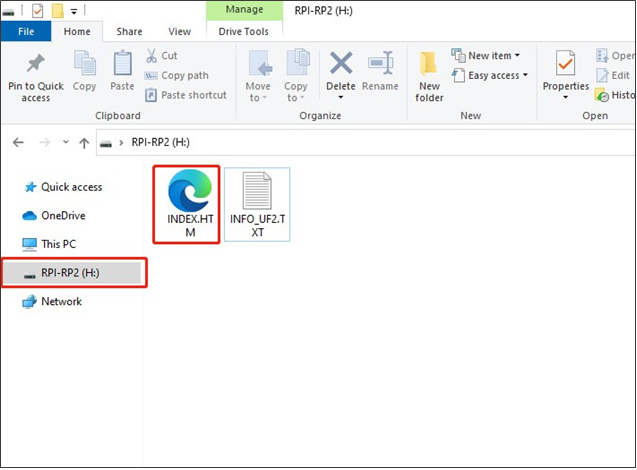 Manage
RPI-RP2 (H:)
File
Home
Share
View
Drive Tools
Pin to Quick
access
Copy
Paste
Cut
Copy path
Paste shortcut
Clipboard
Move
to
Copy
to
Delete
Rename
Organize
New
folder
New item
Easy access
New
Properties
Open
Edit
Histo
Open
RPI-RP2 (H:)
Quick access
OneDrive
This PC
RPI-RP2 (H:)
Network
INDEX.HT
M
INFO_UF2.T
XT